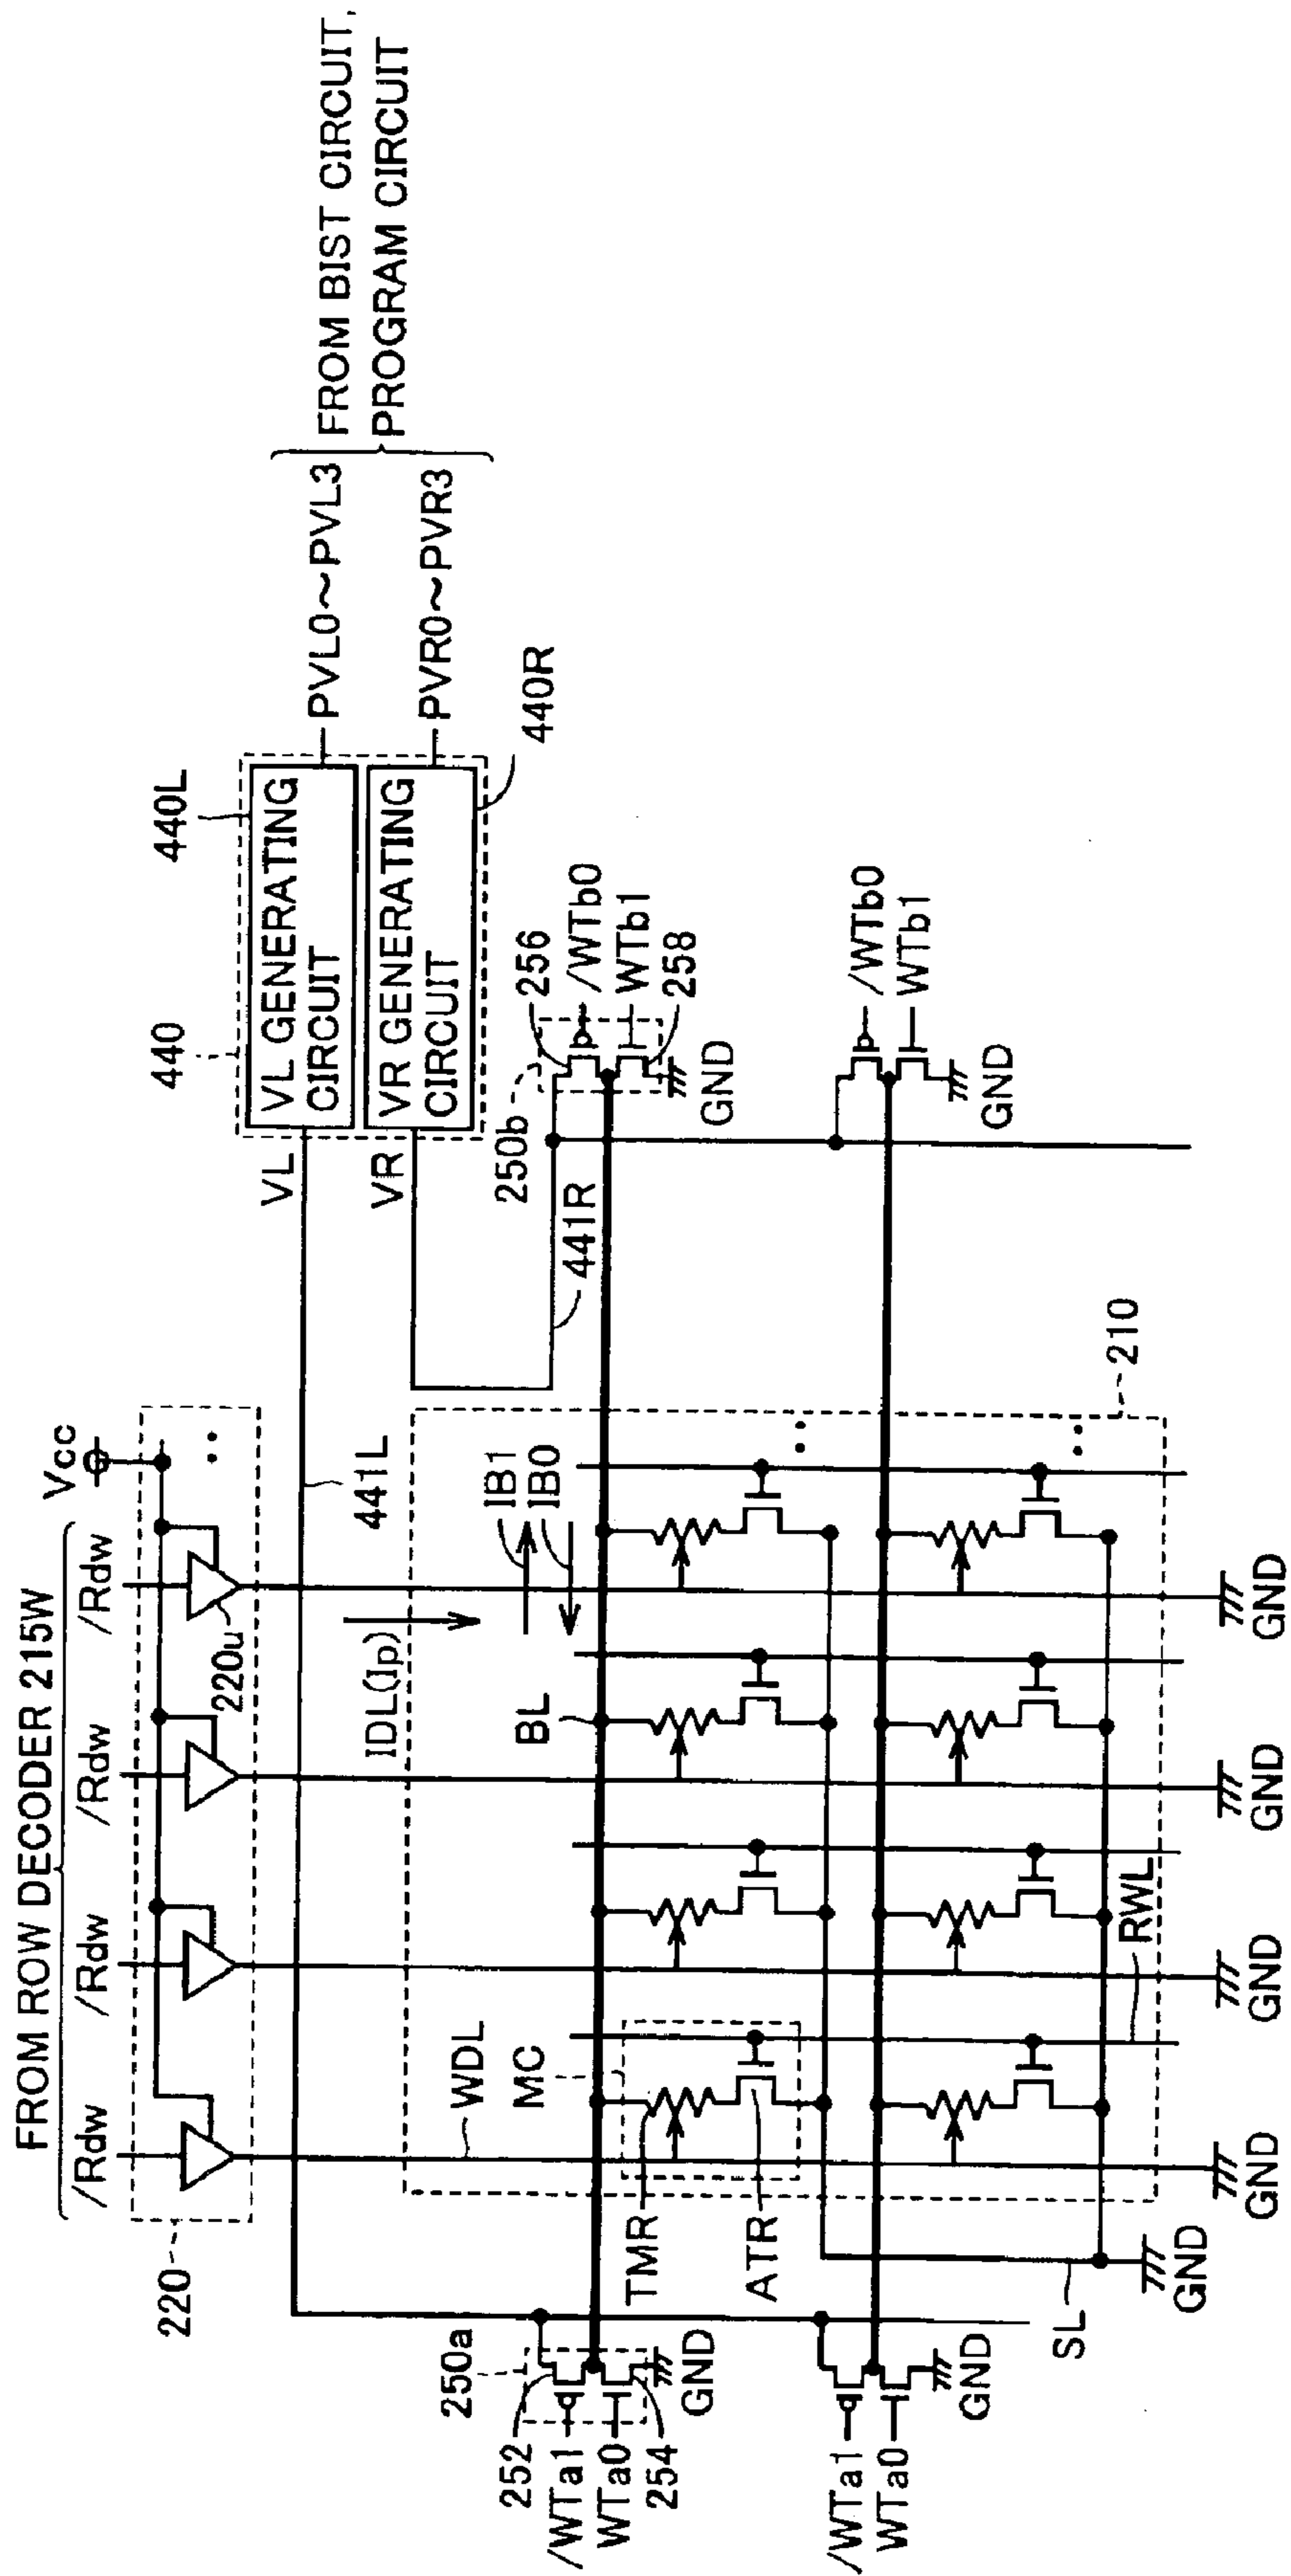 FROM ROW DECODER 215W
/Rdw
/Rdw
/Rdw
/Rdw
Vcc
220
220u
441L
440
440L
VL GENERATING
CIRCUIT
VR GENERATING
CIRCUIT
440R
VL
VR
PVL0~PVL3
PVR0~PVR3
FROM BIST CIRCUIT,
PROGRAM CIRCUIT
IDL(Ip)
IB1
IB0
BL
WDL
MC
TMR
ATR
441R
250a
252
/WTa1
WTa0
254
GND
250b
256
/WTb0
WTb1
258
GND
210
/WTa1
WTa0
GND
/WTb0
WTb1
GND
RWL
SL
GND
GND
GND
GND
GND